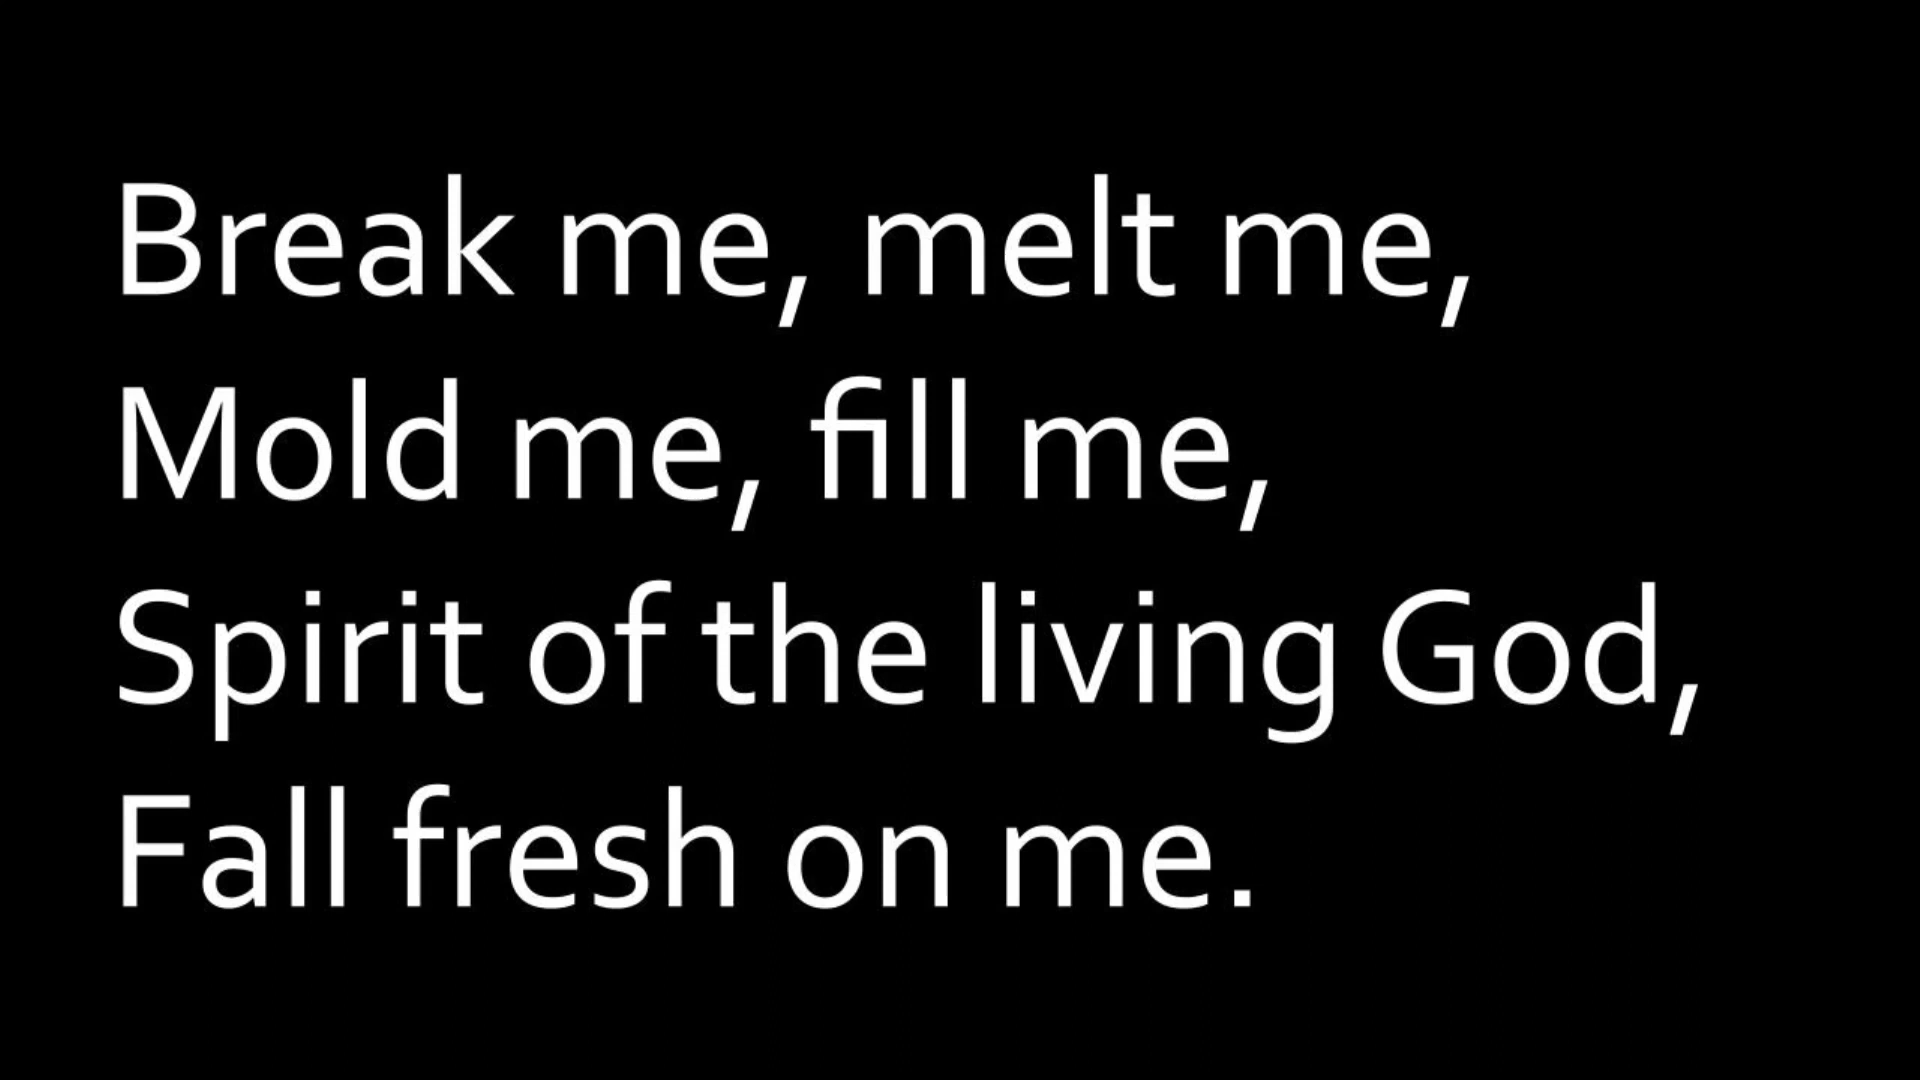 Break me, melt me,
Mold me, fill me,
Spirit of the living God,
Fall fresh on me.